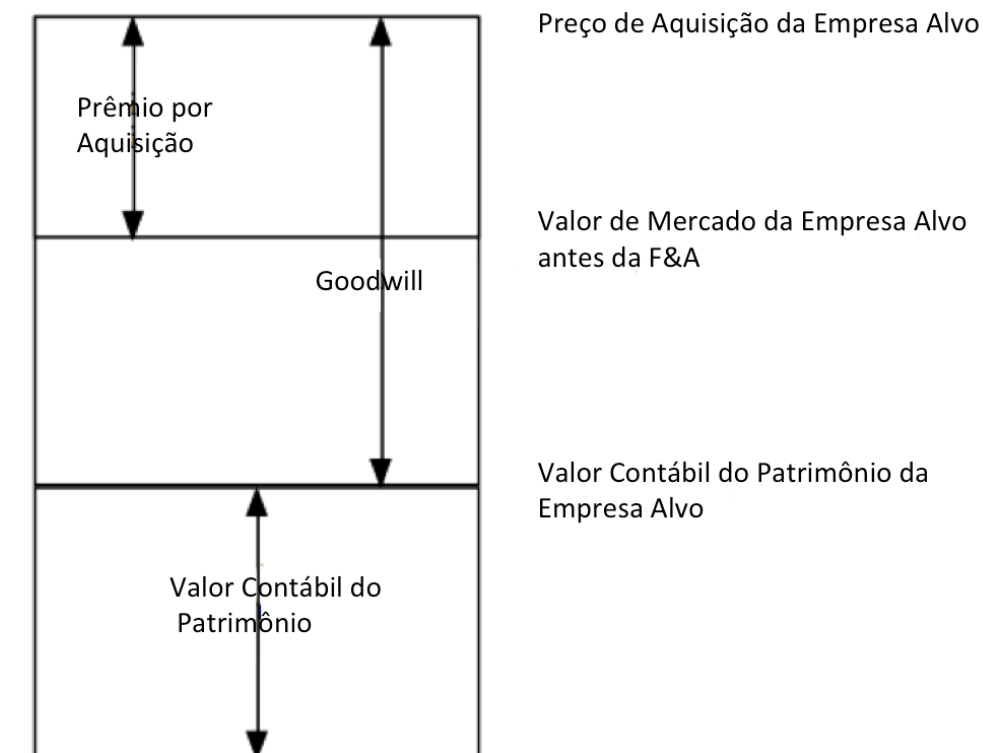 Preço de Aquisição da Empresa Alvo
Prêmio por
Aquisição
Valor de Mercado da Empresa Alvo
antes da F&A
Goodwill
Valor Contábil do Patrimônio da
Empresa Alvo
Valor Contábil do
Patrimônio